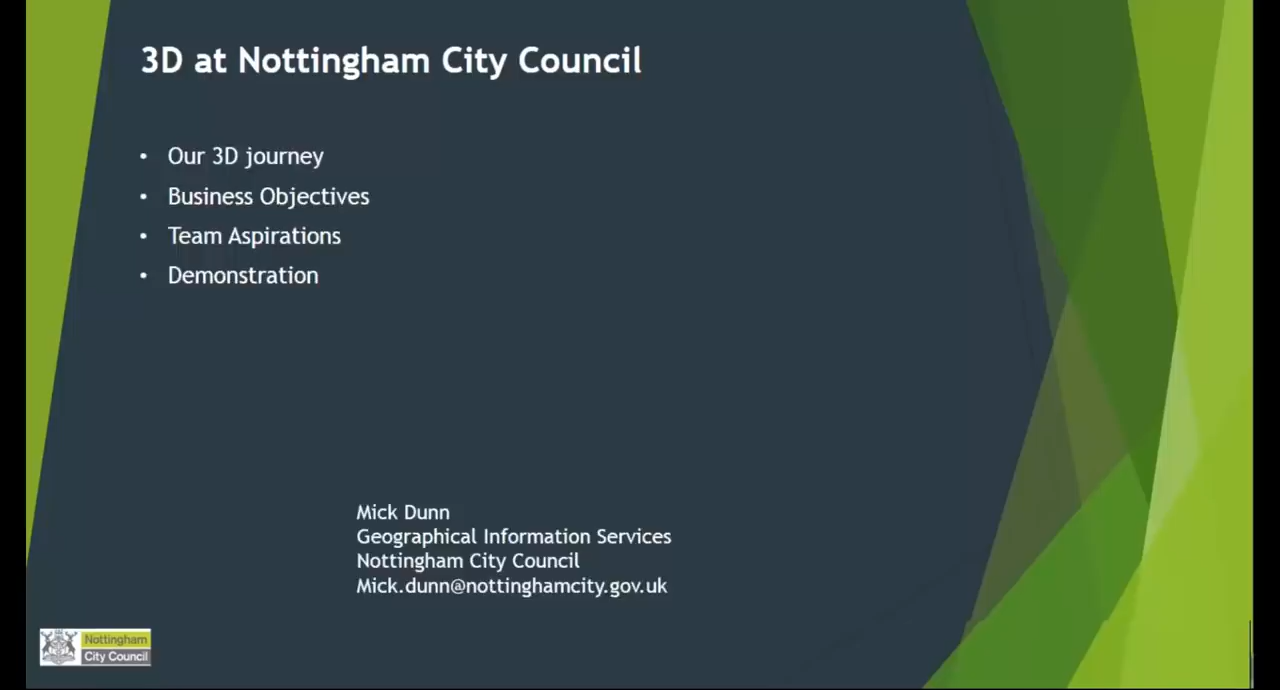 3D at Nottingham City Council
• Our 3D journey
• Business Objectives
• Team Aspirations
• Demonstration
Mick Dunn
Geographical Information Services
Nottingham City Council
Mick.dunn@nottinghamcity.gov.uk
Nottingham
City Council